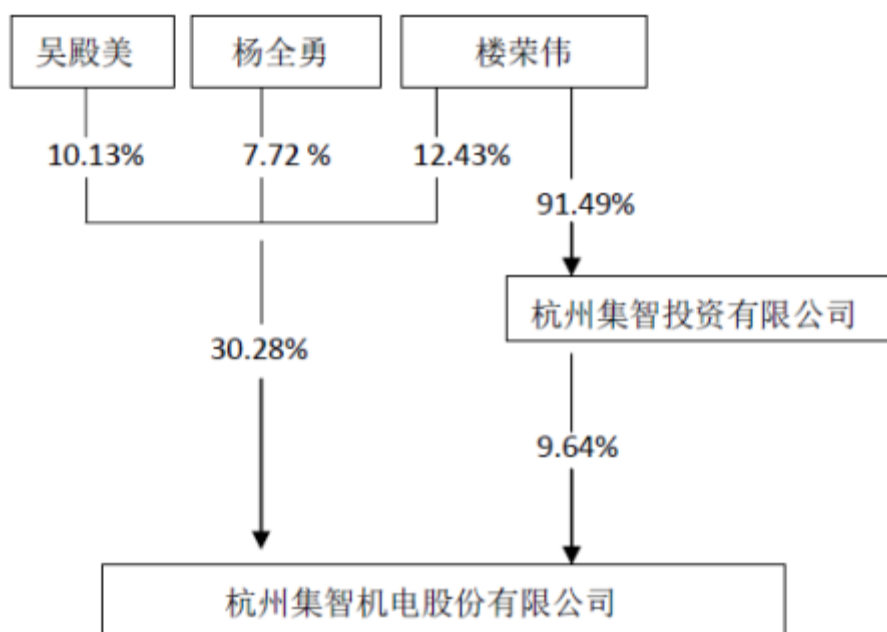 吴殿美
杨全勇
楼荣伟
10.13%
7.72 %
12.43%
91.49%
杭州集智投资有限公司
30.28%
9.64%
杭州集智机电股份有限公司